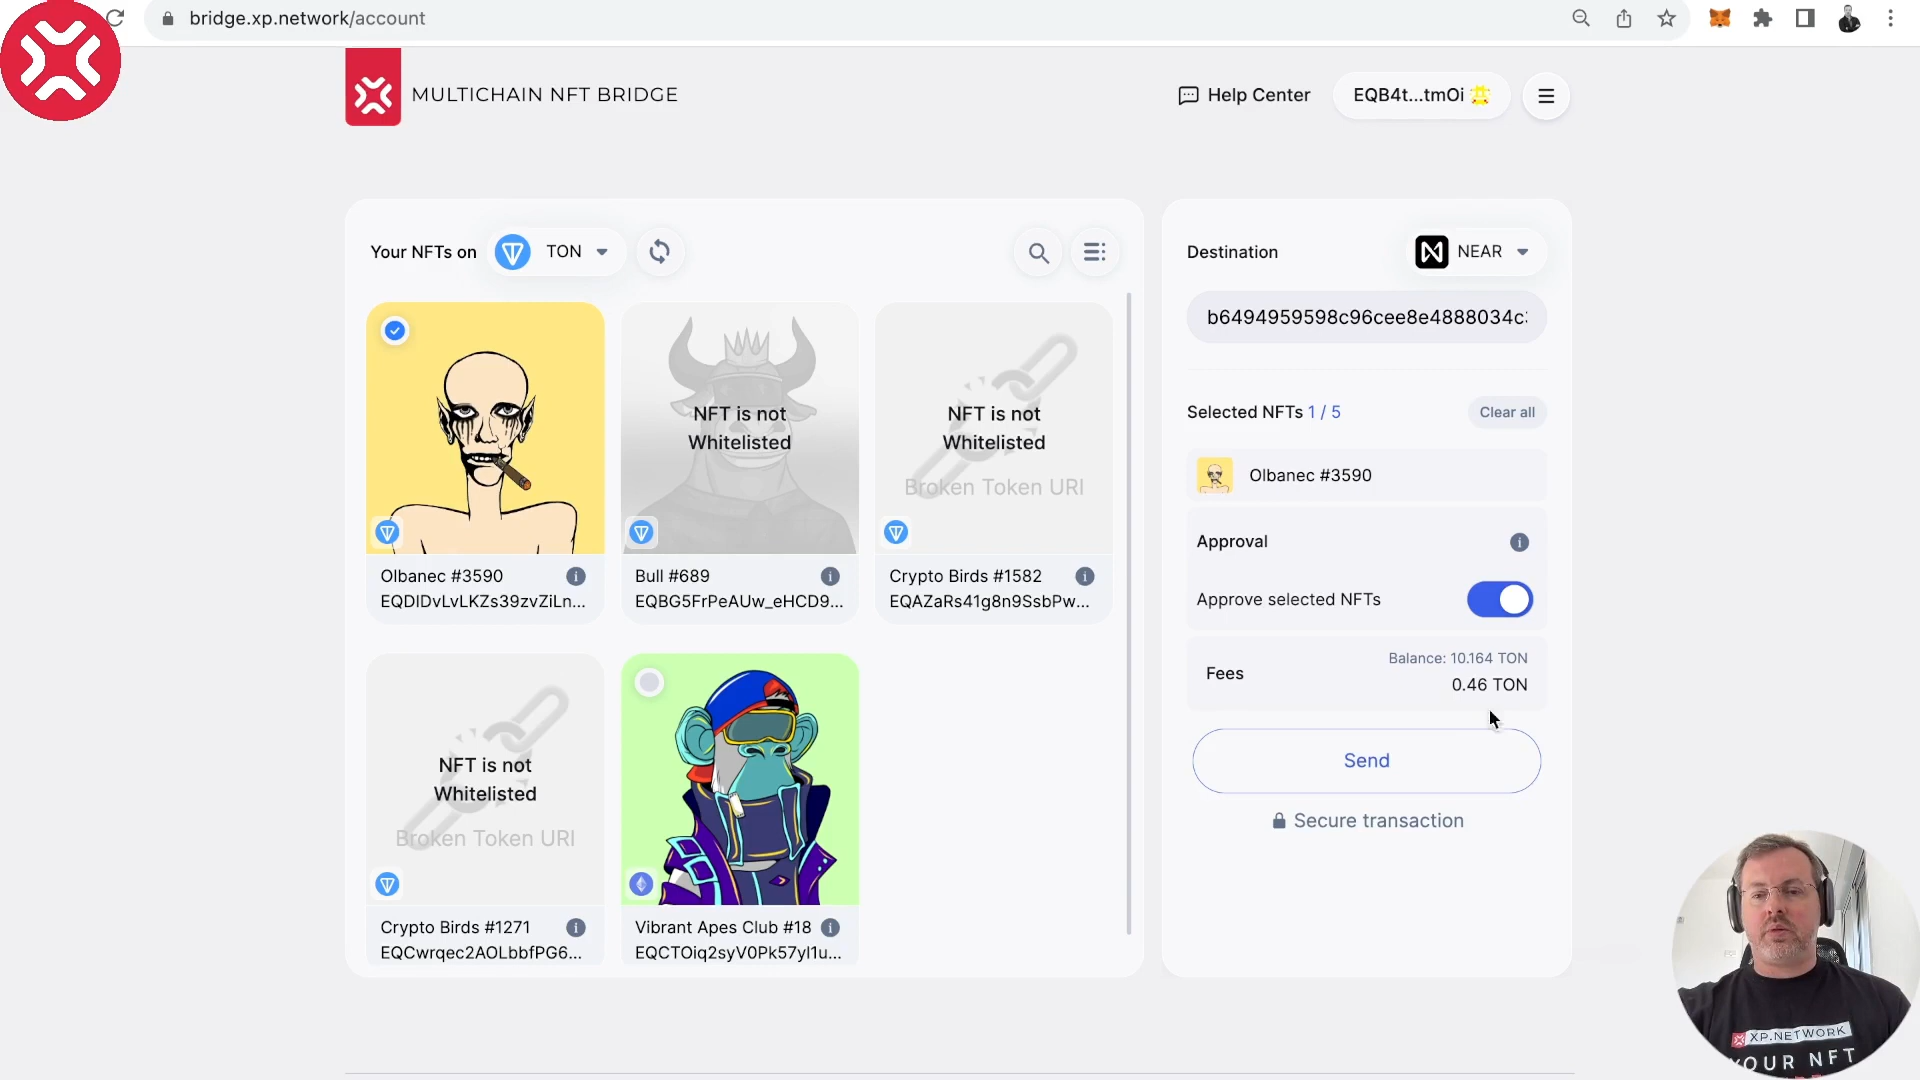 bridge.xp.network/account
MULTICHAIN NFT BRIDGE
Help Center
EQB4t...tmOi
Your NFTs on
TON
Destination
NEAR
b6494959598c96cee8e4888034c
Selected NFTs 1 / 5
Clear all
Olbanec #3590
Approval
Approve selected NFTs
Fees
Balance: 10.164 TON
0.46 TON
Send
Secure transaction
Olbanec #3590
EQDIDvLvLKZs39zvZiLn...
NFT is not
Whitelisted
Bull #689
EQBG5FrPeAUw_eHCD9...
NFT is not
Whitelisted
Broken Token URI
Crypto Birds #1582
EQAZaRs41g8n9SsbPw...
NFT is not
Whitelisted
Broken Token URI
Crypto Birds #1271
EQCwrqec2AOLbbfPG6...
Vibrant Apes Club #18
EQCTOiq2syV0Pk57yl1u...
XP.NETWORK
YOUR NFT